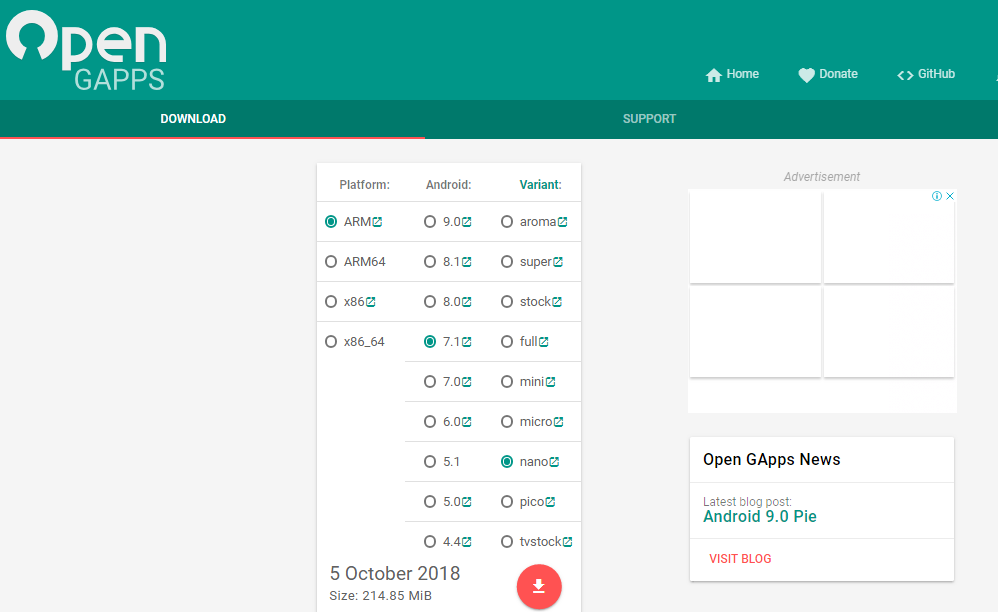 Open
GAPPS
Home Donate GitHub
DOWNLOAD SUPPORT
Platform: Android: Variant:
ARM 9.0 aroma
ARM64 8.1 super
x86 8.0 stock
x86_64 7.1 full
7.0 mini
6.0 micro
5.1 nano
5.0 pico
4.4 tvstock
5 October 2018
Size: 214.85 MiB
Advertisement
Open GApps News
Latest blog post:
Android 9.0 Pie
VISIT BLOG